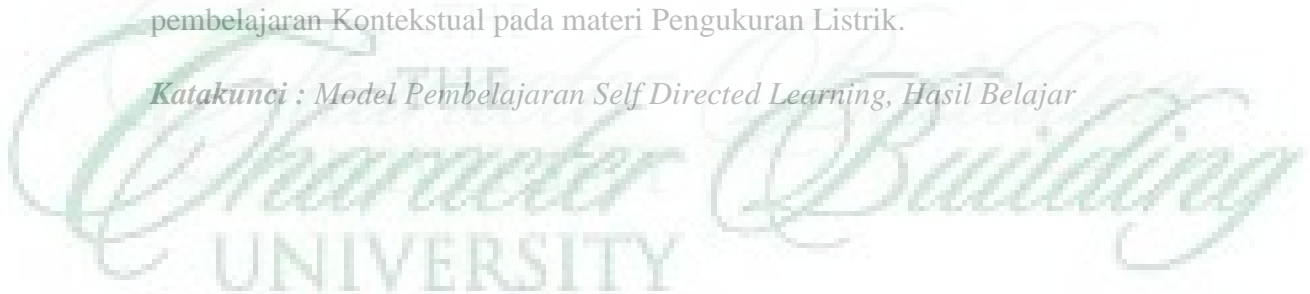 pembelajaran Kontekstual pada materi Pengukuran Listrik.
Katakunci : Model Pembelajaran Self Directed Learning, Hasil Belajar
THE
Character Building
UNIVERSITY